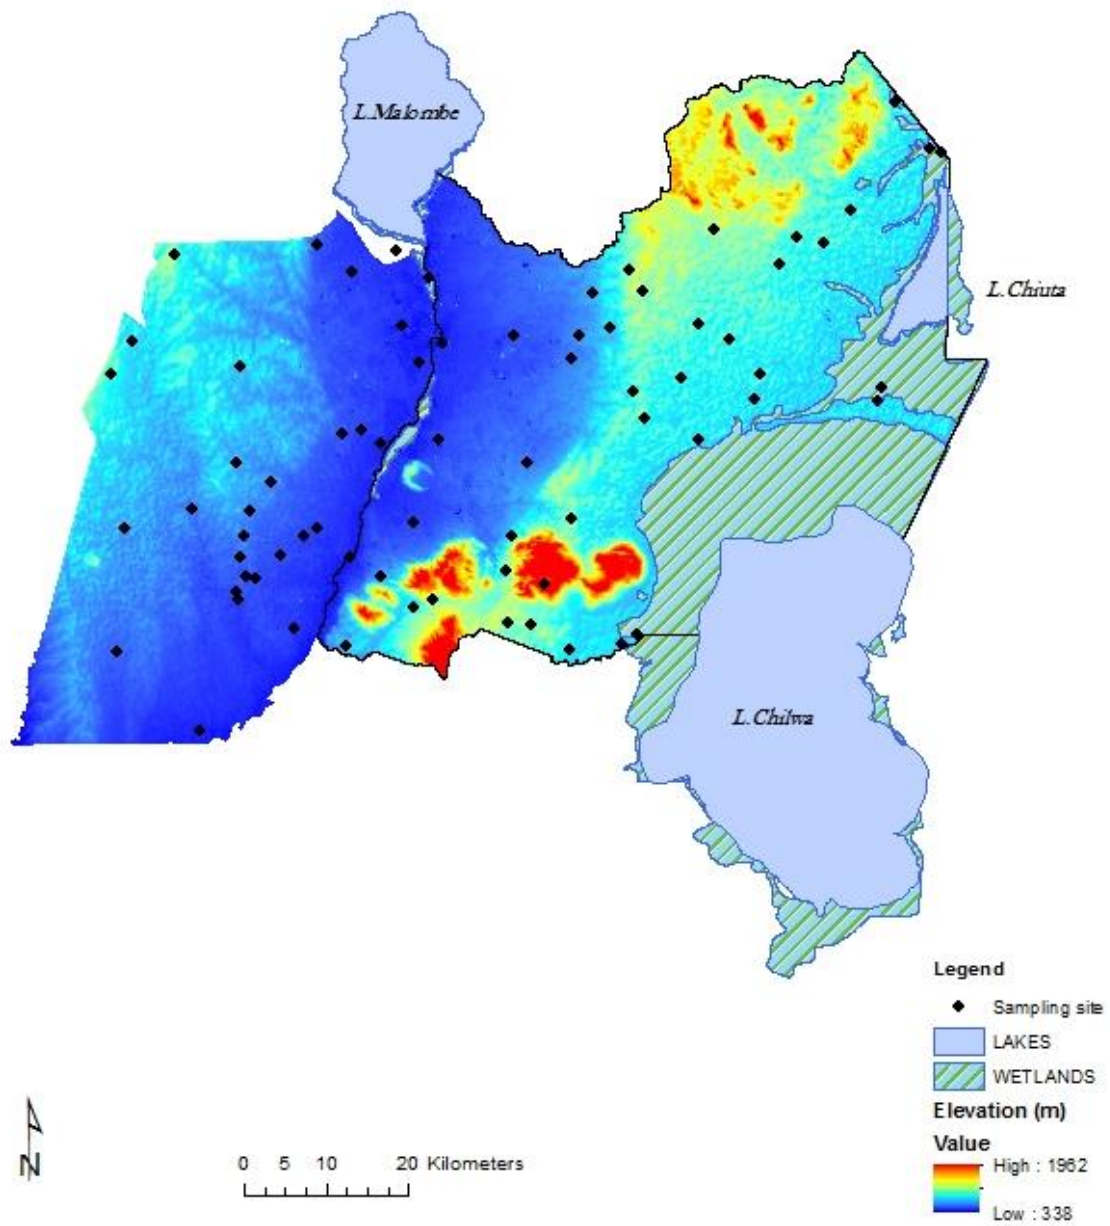 L.Malombe
L.Chiuta
L.Chilwa
Legend
Sampling site
LAKES
WETLANDS
Elevation (m)
Value
High : 1962
Low : 338
N
0 5 10 20 Kilometers